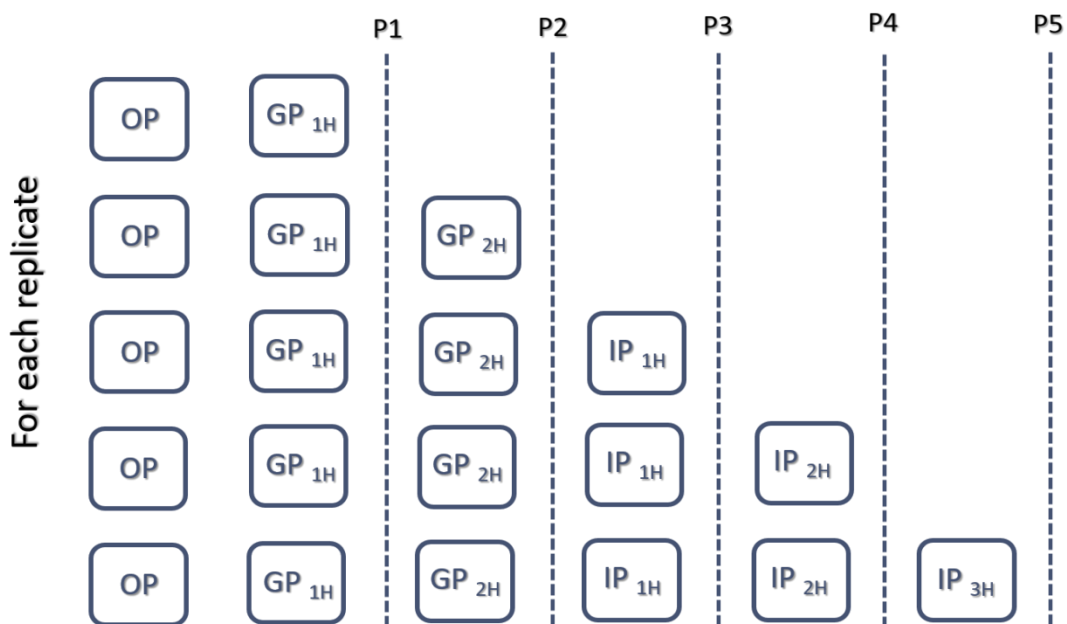 P1 P2 P3 P4 P5
For each replicate
OP GP 1H
OP GP 1H GP 2H
OP GP 1H GP 2H IP 1H
OP GP 1H GP 2H IP 1H IP 2H
OP GP 1H GP 2H IP 1H IP 2H IP 3H